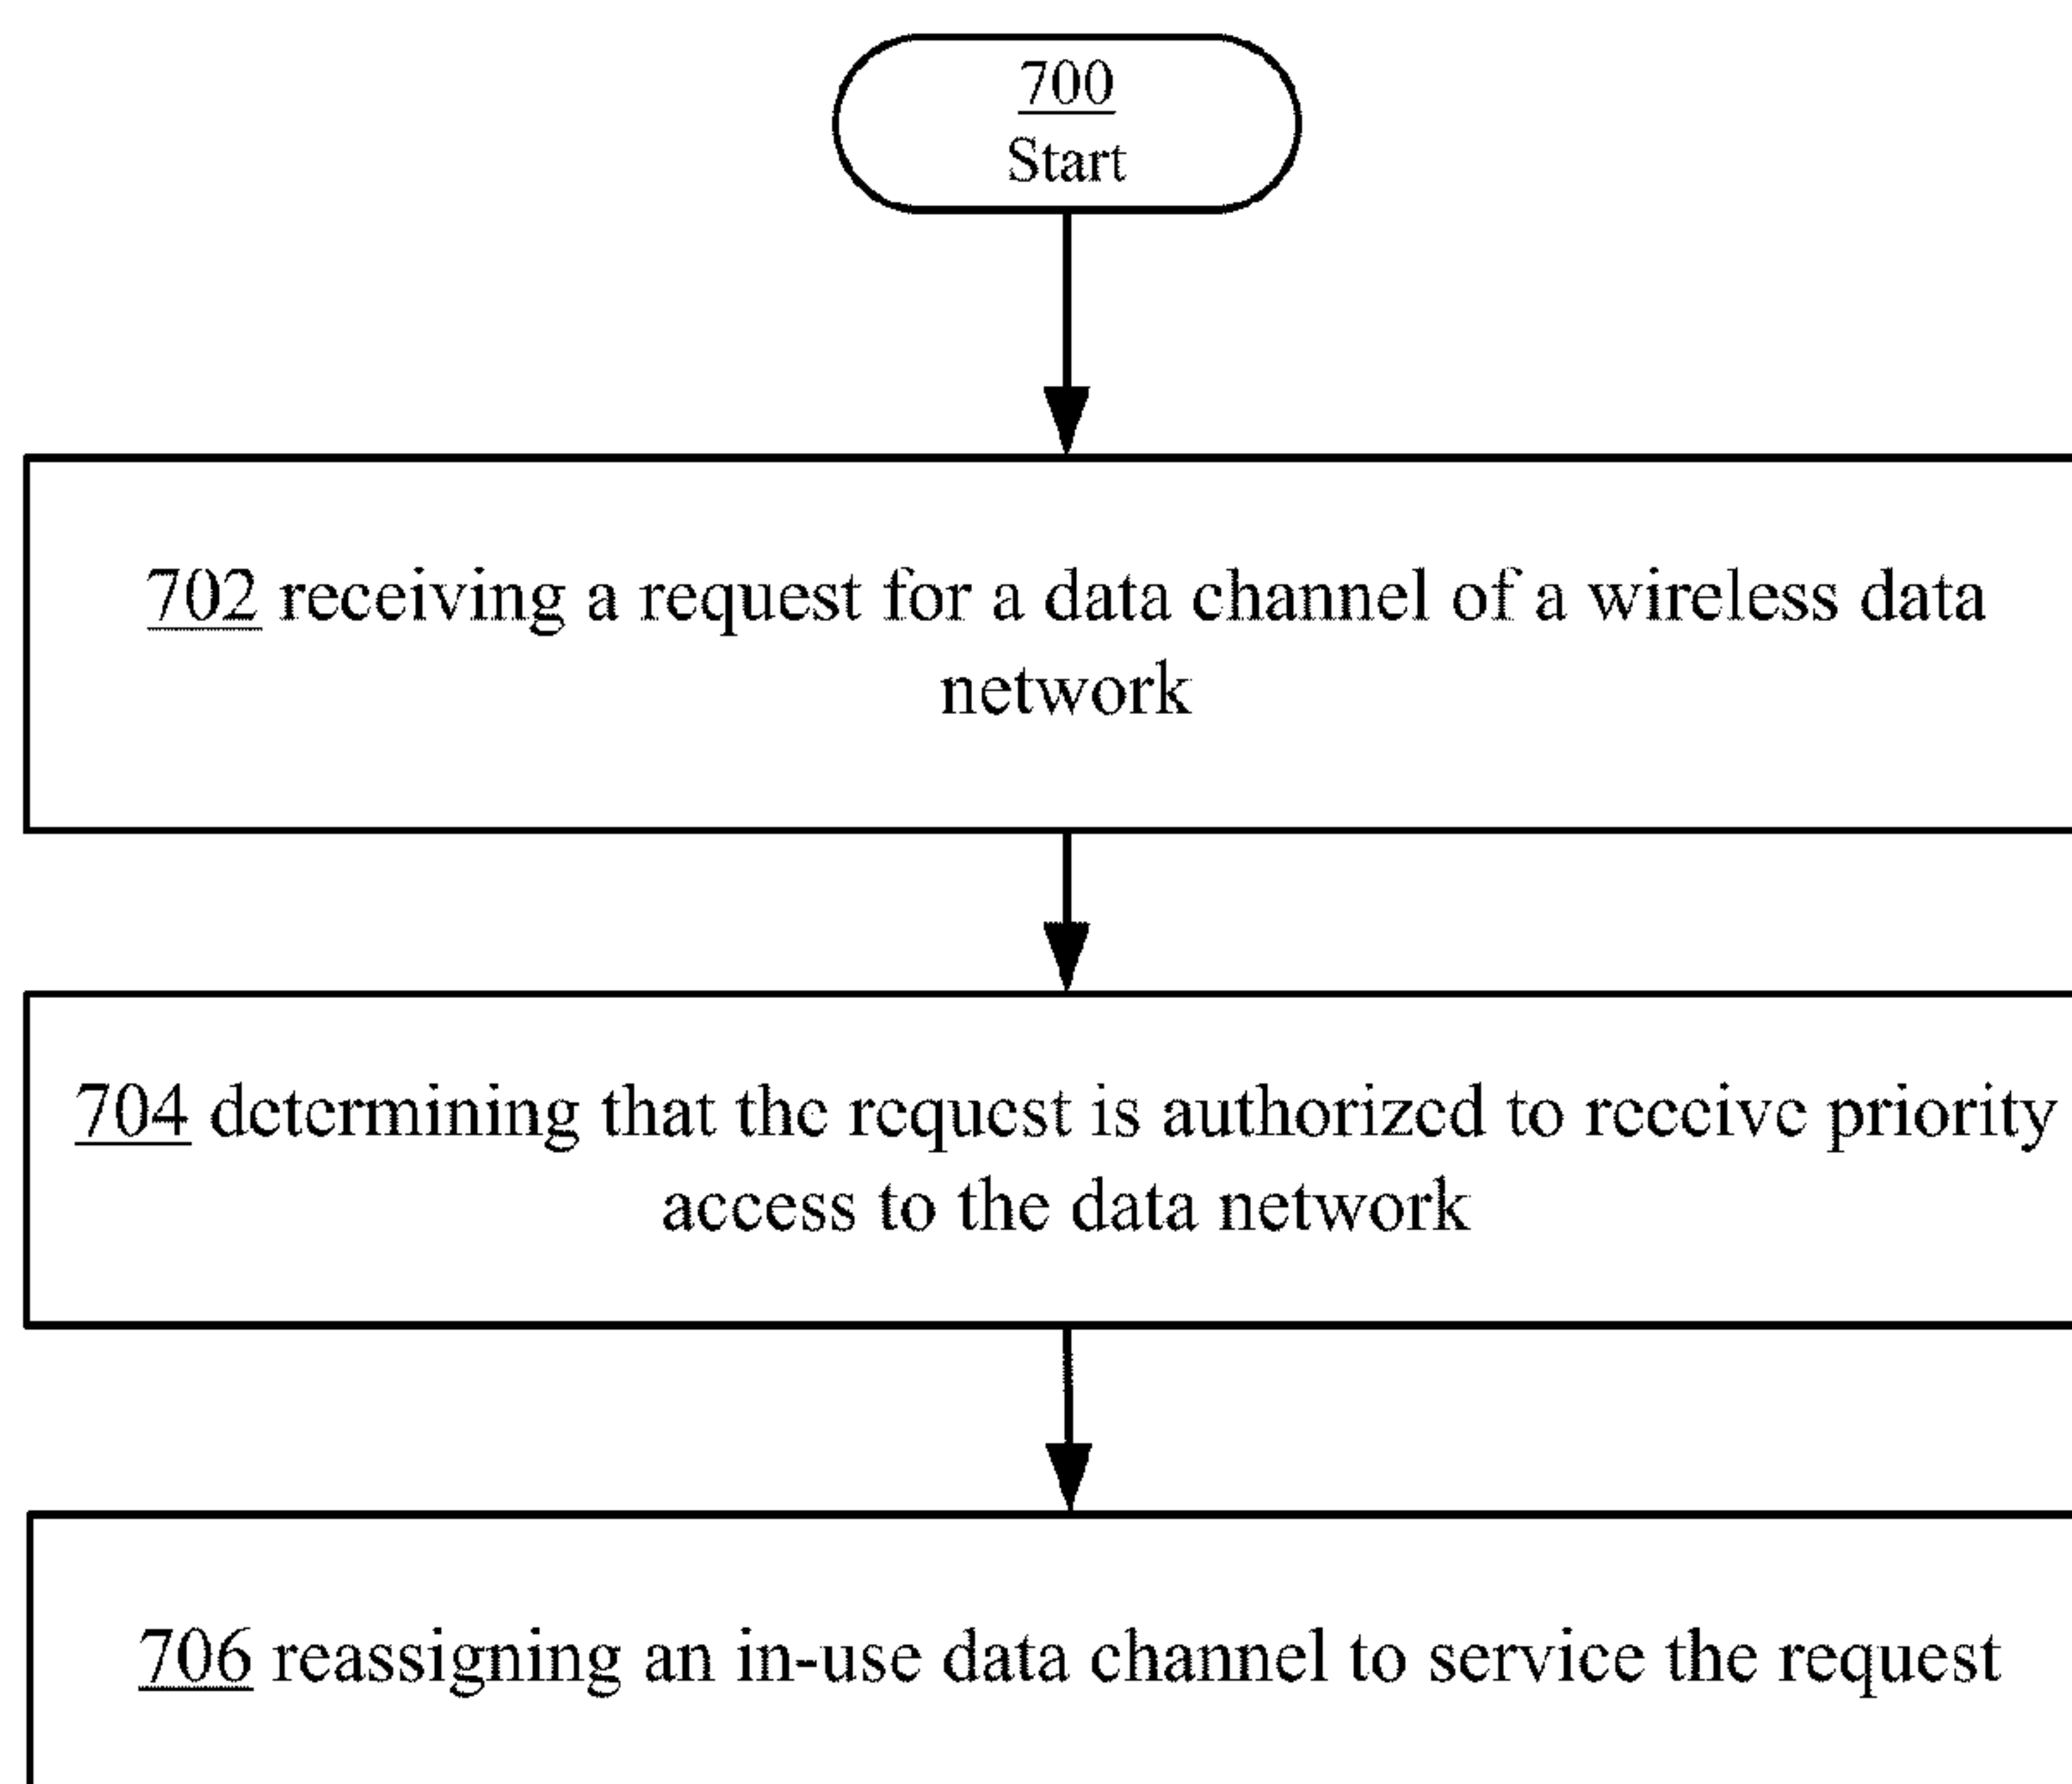 700
Start
702 receiving a request for a data channel of a wireless data
network
704 determining that the request is authorized to receive priority
access to the data network
706 reassigning an in-use data channel to service the request